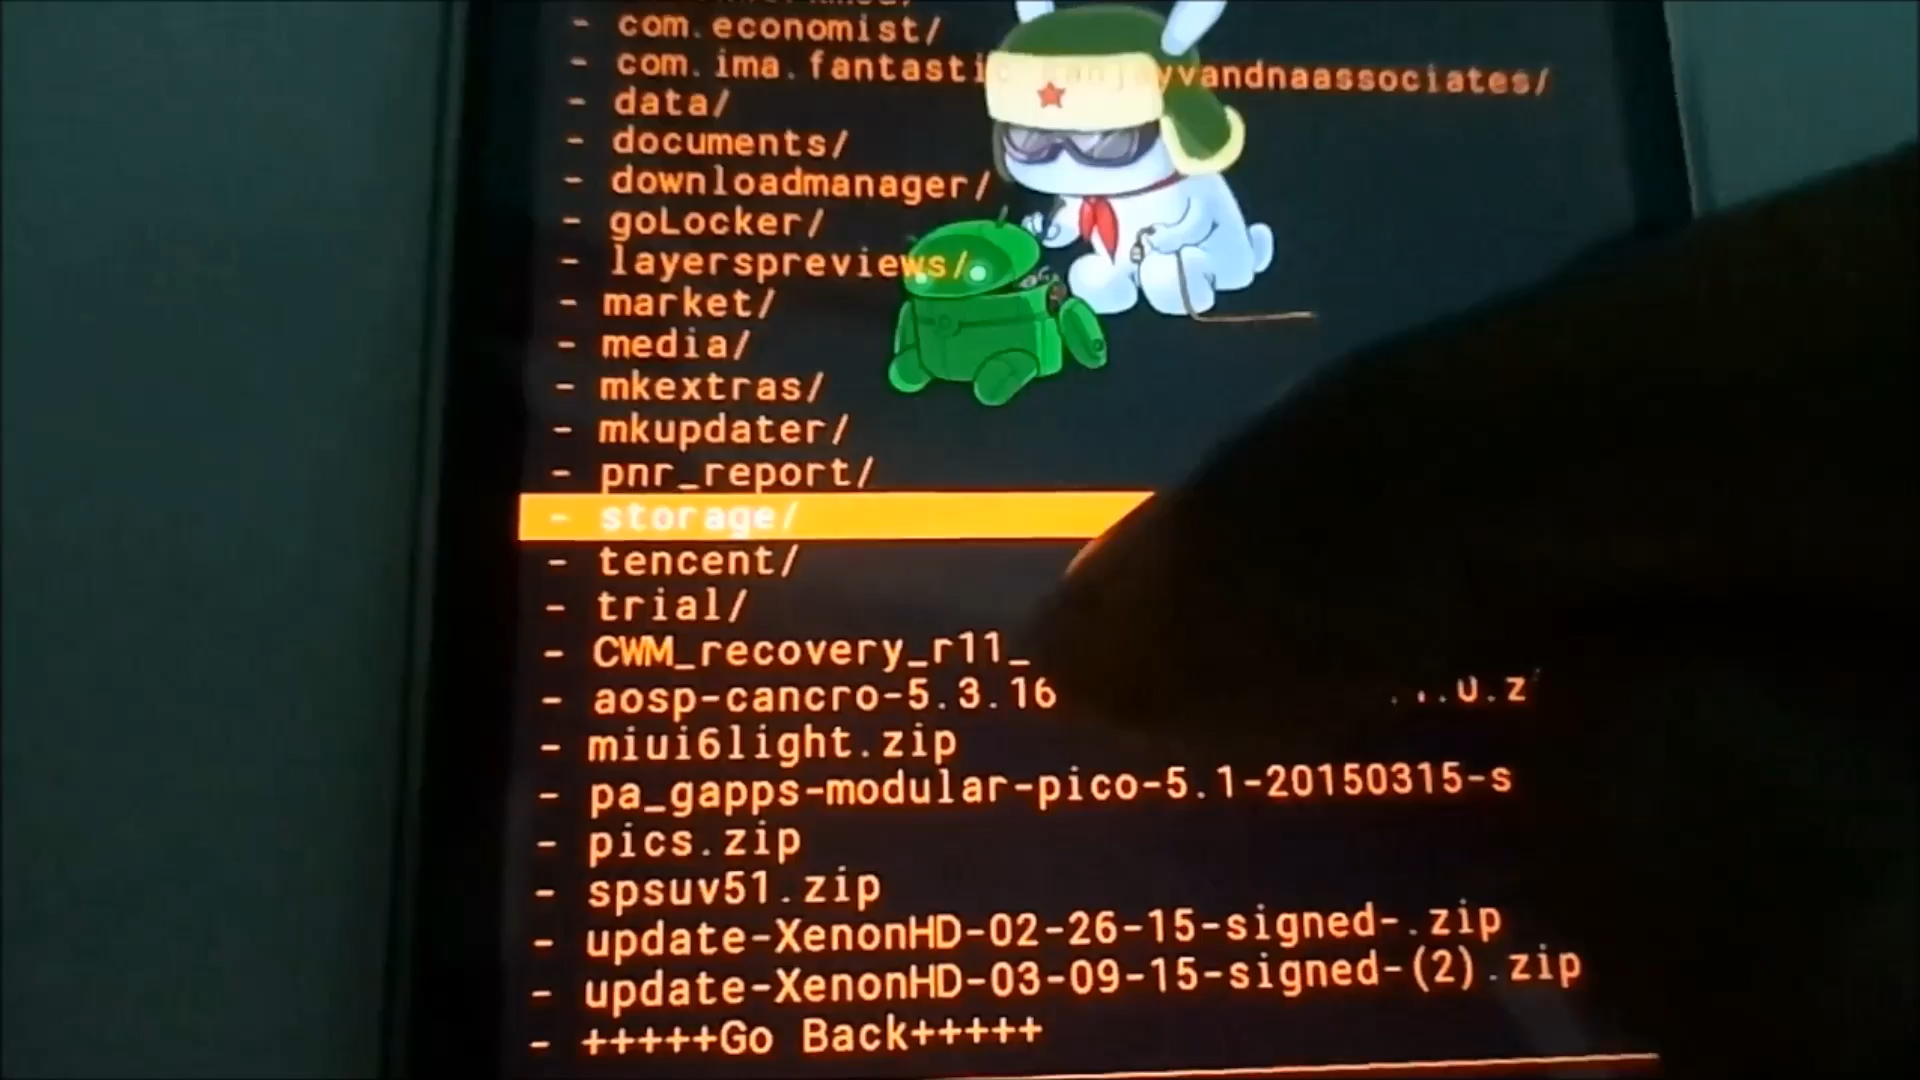 - com.economist/
- com.ima.fantasti vandnaassociates/
- data/
- documents/
- downloadmanager/
- goLocker/
- layerspreviews/
- market/
- media/
- mkextras/
- mkupdater/
- pnr_report/
- storage/
- tencent/
- trial/
- CWM_recovery_r11_
- aosp-cancro-5.3.16 .0.z
- miui6light.zip
- pa_gapps-modular-pico-5.1-20150315-s
- pics.zip
- spsuv51.zip
- update-XenonHD-02-26-15-signed-.zip
- update-XenonHD-03-09-15-signed-(2).zip
- +++++Go Back+++++